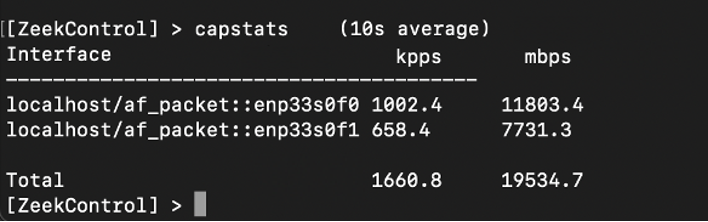 [[ZeekControl] > capstats    (10s average)
Interface                         kpps       mbps
-----------------------------------------
localhost/af_packet::enp33s0f0 1002.4     11803.4
localhost/af_packet::enp33s0f1 658.4      7731.3
Total                          1660.8     19534.7
[ZeekControl] >